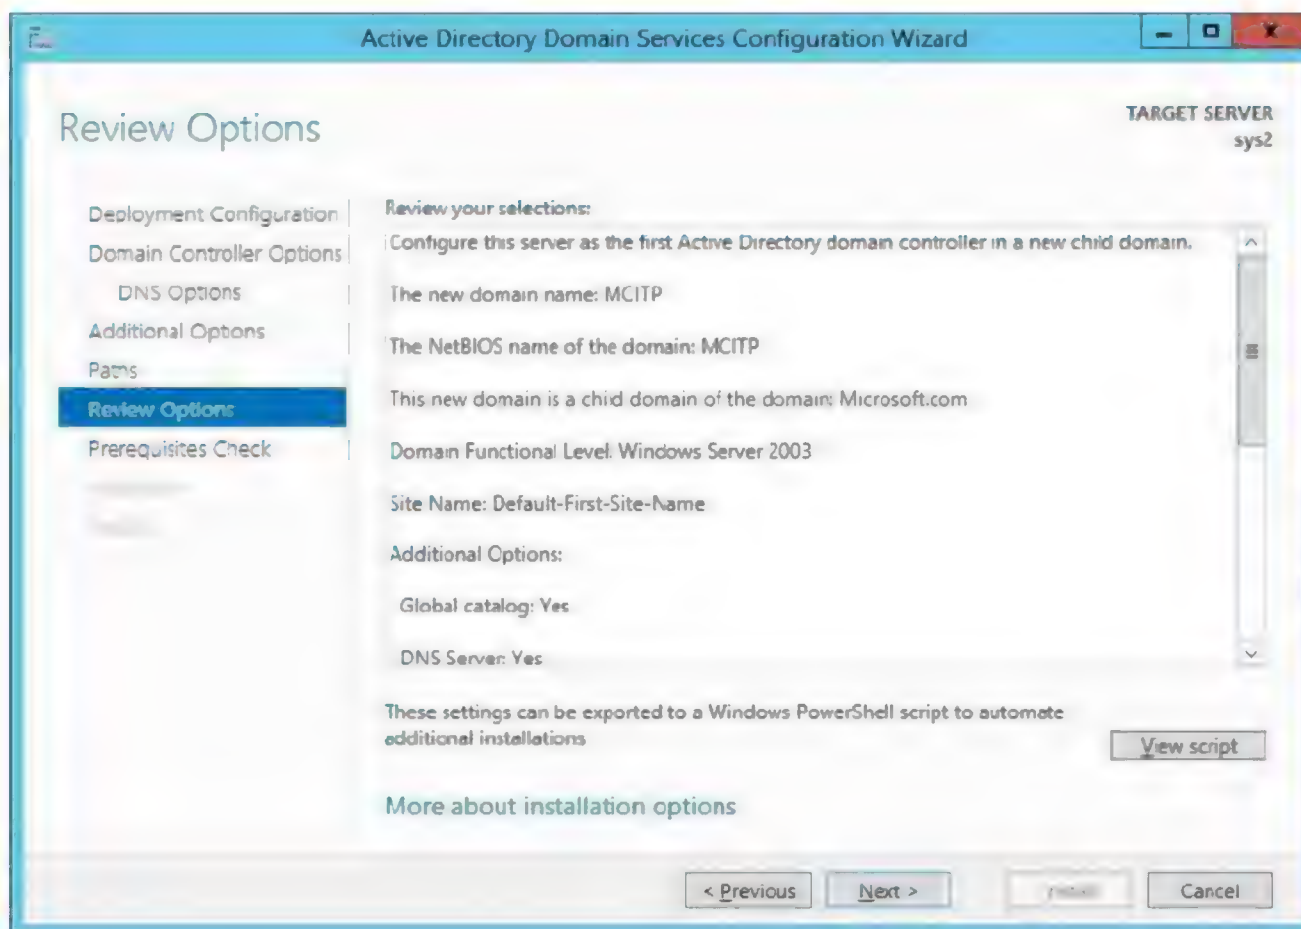 Active Directory Domain Services Configuration Wizard
Review Options
TARGET SERVER
sys2
Deployment Configuration
Domain Controller Options
DNS Options
Additional Options
Paths
Review Options
Prerequisites Check
Review your selections:
Configure this server as the first Active Directory domain controller in a new child domain.
The new domain name: MCITP
The NetBIOS name of the domain: MCITP
This new domain is a child domain of the domain: Microsoft.com
Domain Functional Level: Windows Server 2003
Site Name: Default-First-Site-Name
Additional Options:
Global catalog: Yes
DNS Server: Yes
These settings can be exported to a Windows PowerShell script to automate
additional installations
View script
More about installation options
< Previous
Next >
Cancel